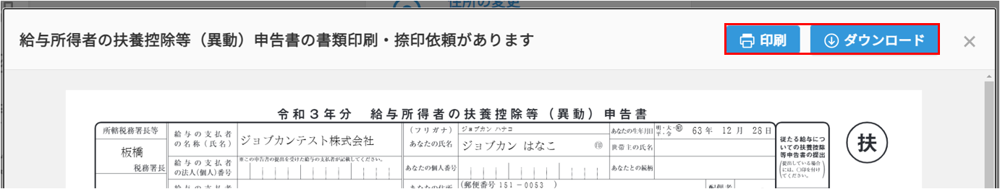 住所の変更
給与所得者の扶養控除等（異動）申告書の書類印刷・捺印依頼があります
印刷
ダウンロード
令和３年分 給与所得者の扶養控除等（異動）申告書
所轄税務署長等
板橋
税務署長
給与の支払者
の名称（氏名）
ジョブカンテスト株式会社
※この申告書の提出を受けた給与の支払者が記載してください。
給与の支払者
の法人(個人)番号
(フリガナ)
ジョブカン ハナコ
あなたの氏名
ジョブカン はなこ
㊞
あなたの個人番号
あなたの生年月日
明・大・昭
平・令
63 年 12 月 28 日
世帯主の氏名
あなたとの続柄
従たる給与につ
いての扶養控除
等申告書の提出
(提出している場合
には、○印を付け
てください。)
扶
給与の支払者
あなたの住所
(郵便番号 151 - 0053 )
配偶者